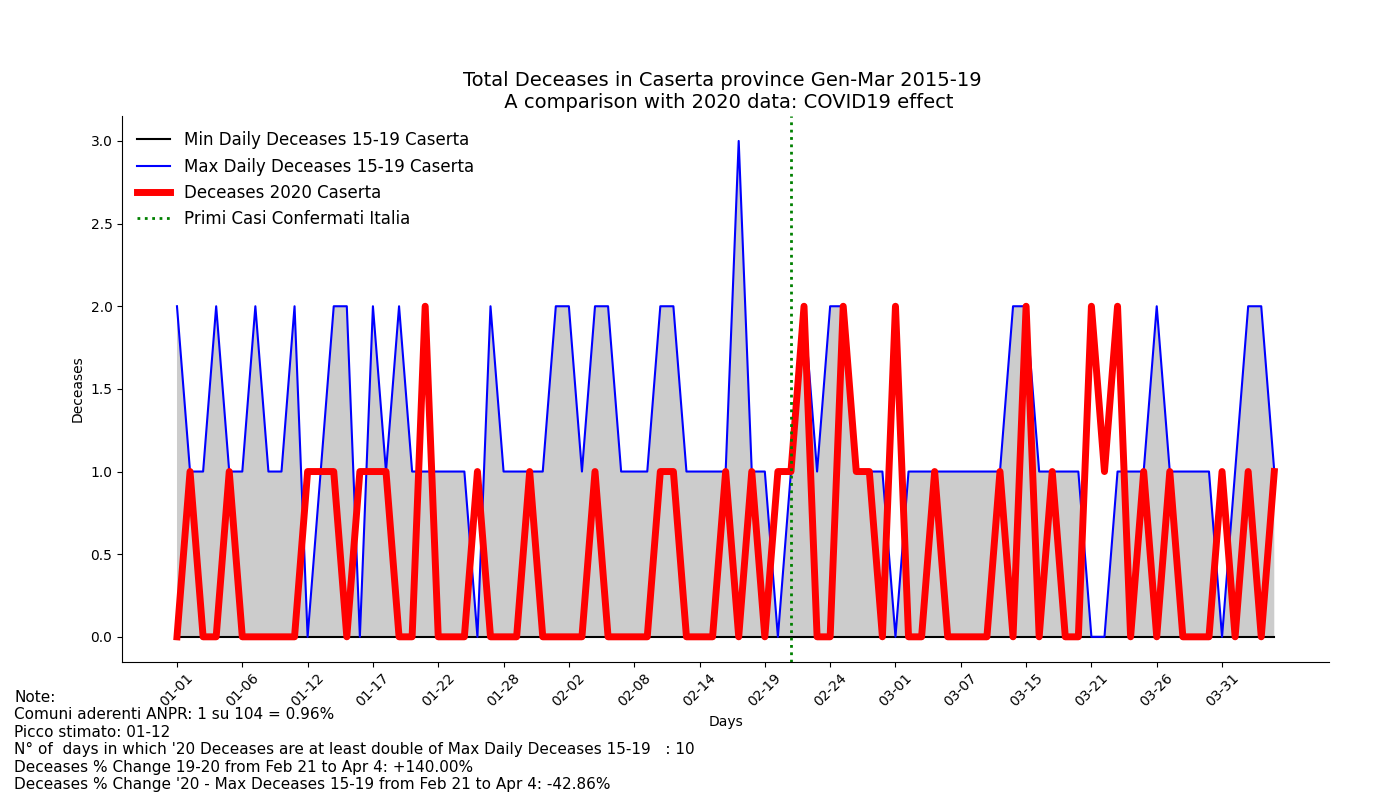 Total Deceases in Caserta province Gen-Mar 2015-19
A comparison with 2020 data: COVID19 effect
Min Daily Deceases 15-19 Caserta
Max Daily Deceases 15-19 Caserta
Deceases 2020 Caserta
Primi Casi Confermati Italia
3.0
2.5
2.0
1.5
1.0
0.5
0.0
Deceases
01-01
01-06
01-12
01-17
01-22
01-28
02-02
02-08
02-14
02-19
02-24
03-01
03-07
03-15
03-21
03-26
03-31
Days
Note:
Comuni aderenti ANPR: 1 su 104 = 0.96%
Picco stimato: 01-12
N° of  days in which '20 Deceases are at least double of Max Daily Deceases 15-19   : 10
Deceases % Change 19-20 from Feb 21 to Apr 4: +140.00%
Deceases % Change '20 - Max Deceases 15-19 from Feb 21 to Apr 4: -42.86%